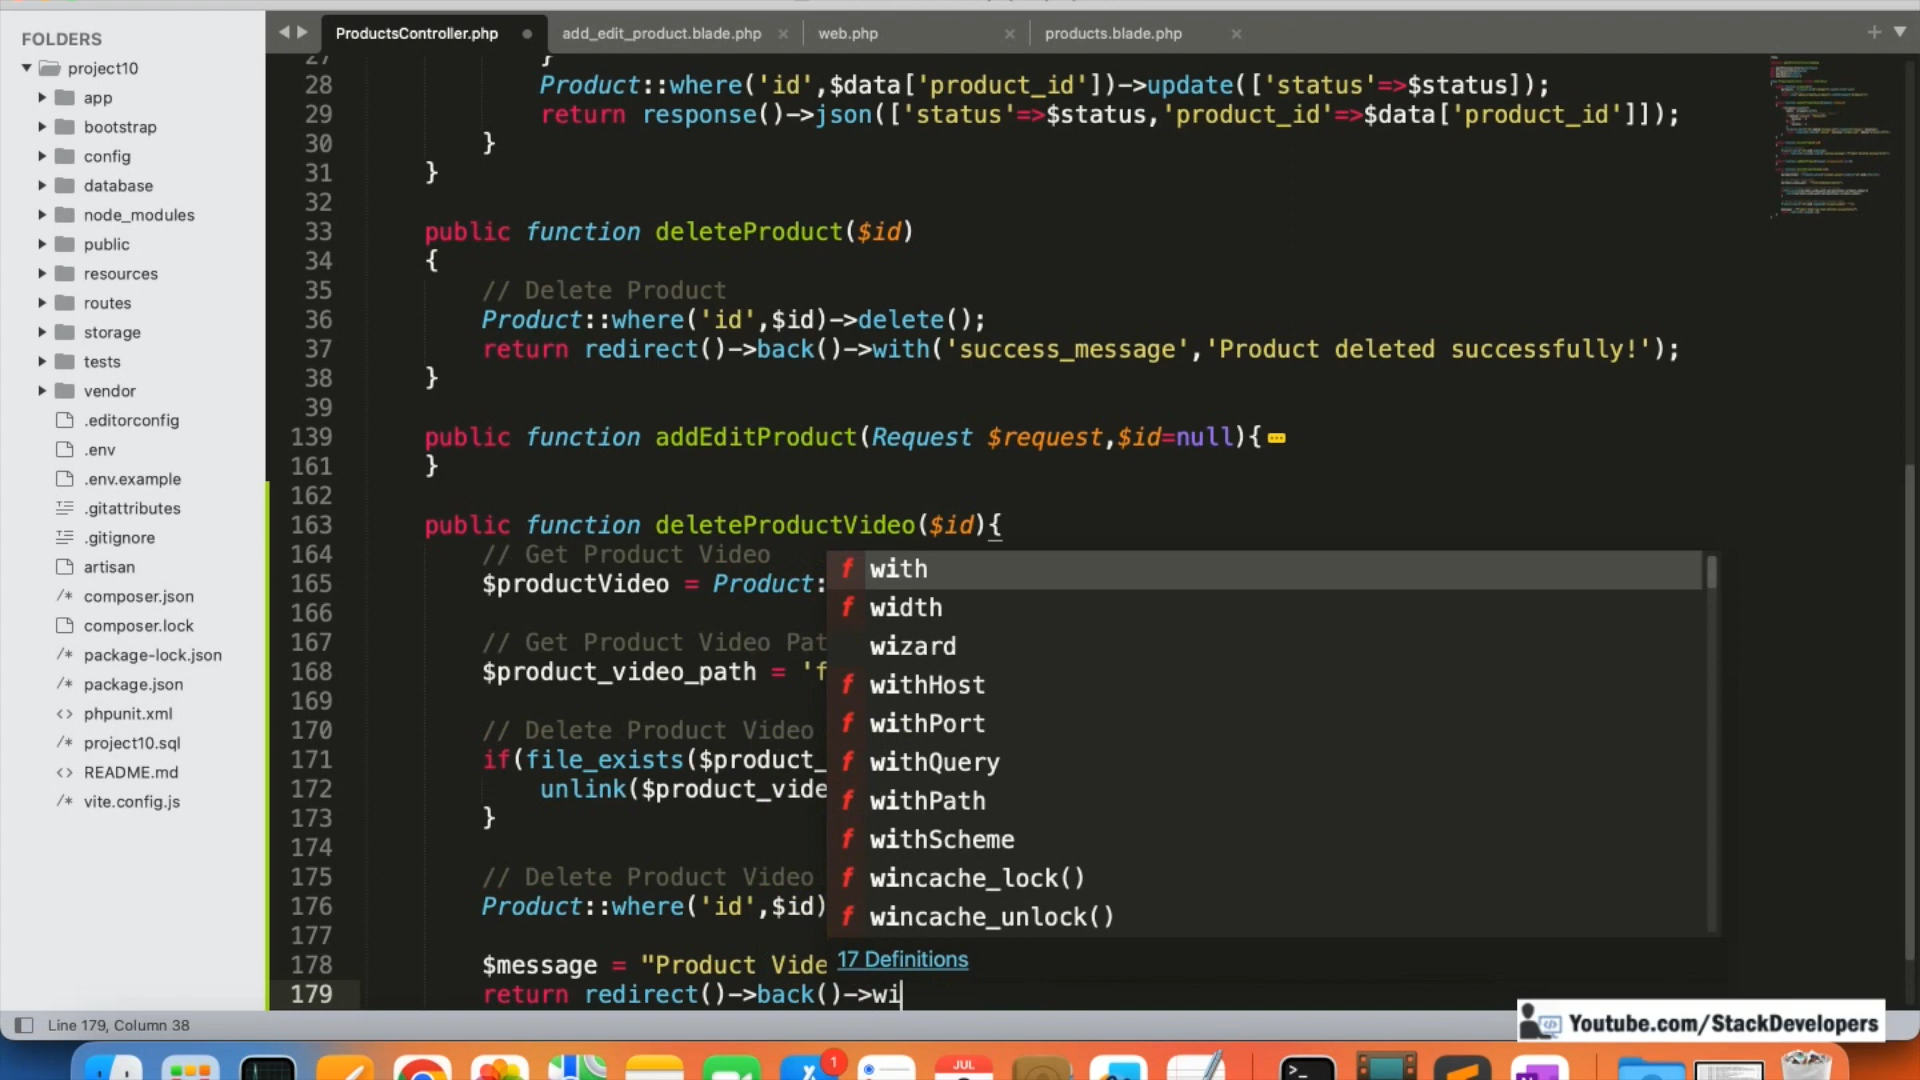 FOLDERS
project10
app
bootstrap
config
database
node_modules
public
resources
routes
storage
tests
vendor
.editorconfig
.env
.env.example
.gitattributes
.gitignore
artisan
composer.json
composer.lock
package-lock.json
package.json
phpunit.xml
project10.sql
README.md
vite.config.js
ProductsController.php
add_edit_product.blade.php
web.php
products.blade.php
27 }
28 Product::where('id',$data['product_id'])->update(['status'=>$status]);
29 return response()->json(['status'=>$status,'product_id'=>$data['product_id']]);
30 }
31 }
32
33 public function deleteProduct($id)
34 {
35 // Delete Product
36 Product::where('id',$id)->delete();
37 return redirect()->back()->with('success_message','Product deleted successfully!');
38 }
39
139 public function addEditProduct(Request $request,$id=null){
161 }
162
163 public function deleteProductVideo($id){
164 // Get Product Video
165 $productVideo = Product:
166
167 // Get Product Video Pat
168 $product_video_path = 'f
169
170 // Delete Product Video
171 if(file_exists($product_
172 unlink($product_vide
173 }
174
175 // Delete Product Video
176 Product::where('id',$id)
177
178 $message = "Product Vide
179 return redirect()->back()->wi
f with
f width
wizard
f withHost
f withPort
f withQuery
f withPath
f withScheme
f wincache_lock()
f wincache_unlock()
17 Definitions
Line 179, Column 38
Youtube.com/StackDevelopers
1
JUL